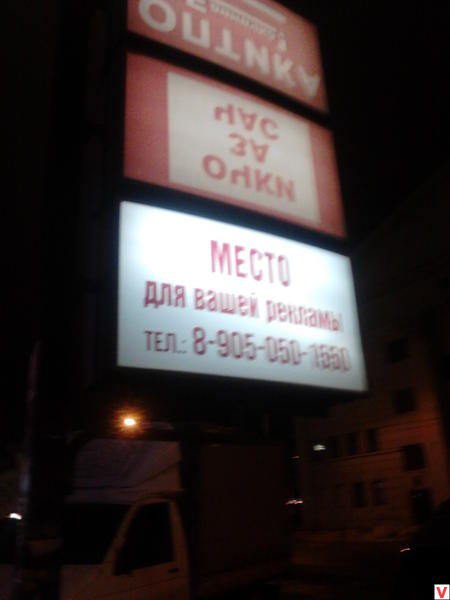 ОПТИКА
ОЧКИ
ЗА
ЧАС
МЕСТО
для вашей рекламы
ТЕЛ.: 8-905-050-1550
V